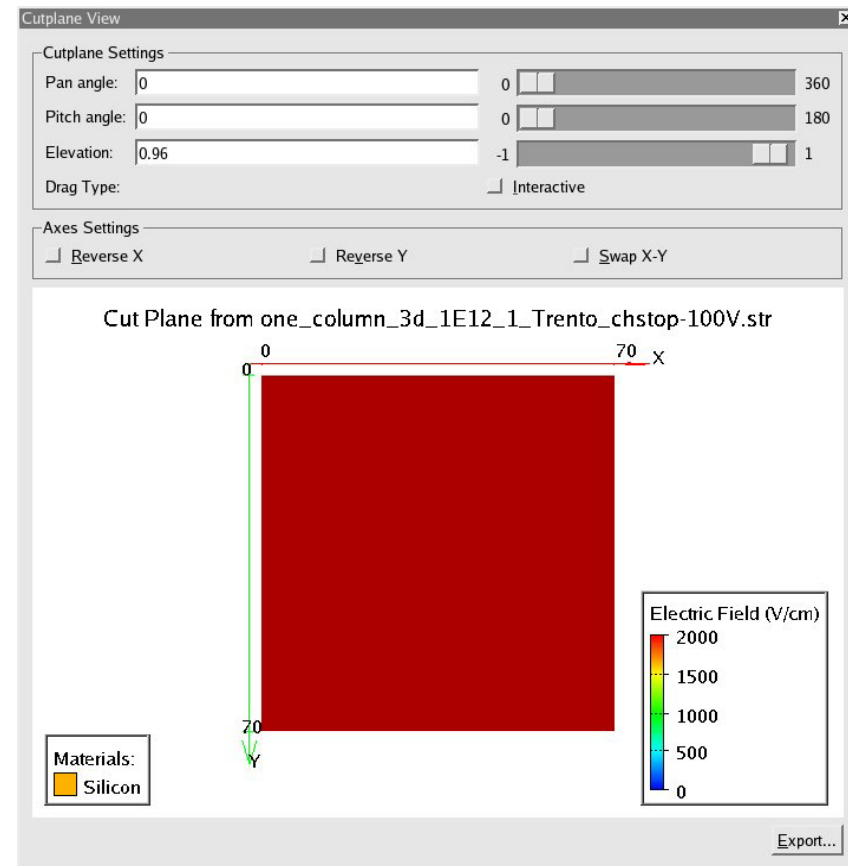 Cutplane View
Cutplane Settings
Pan angle: 0 0 360
Pitch angle: 0 0 180
Elevation: 0.96 -1 1
Drag Type: Interactive
Axes Settings
Reverse X Reverse Y Swap X-Y
Cut Plane from one_column_3d_1E12_1_Trento_chstop-100V.str
0 70 X
0
70
Y
Electric Field (V/cm)
2000
1500
1000
500
0
Materials:
Silicon
Export...